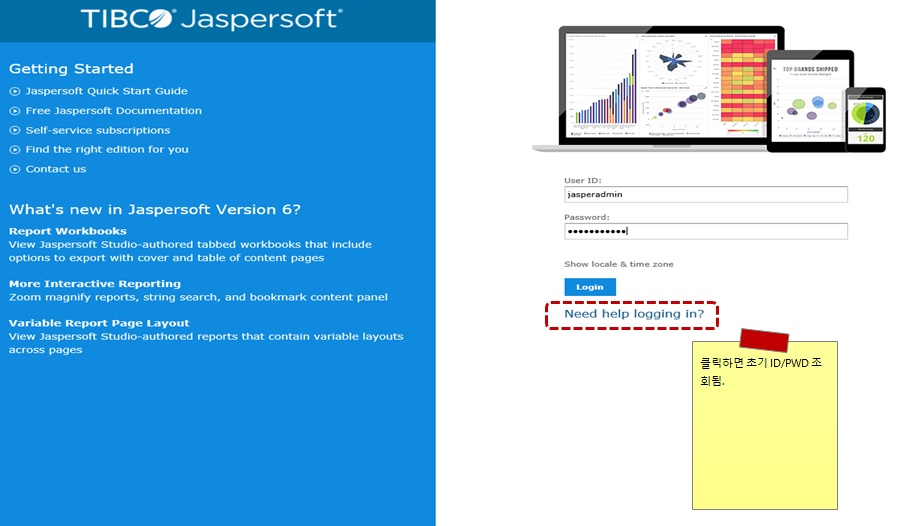 TIBCO Jaspersoft®
Getting Started
Jaspersoft Quick Start Guide
Free Jaspersoft Documentation
Self-service subscriptions
Find the right edition for you
Contact us
What's new in Jaspersoft Version 6?
Report Workbooks
View Jaspersoft Studio-authored tabbed workbooks that include
options to export with cover and table of content pages
More Interactive Reporting
Zoom magnify reports, string search, and bookmark content panel
Variable Report Page Layout
View Jaspersoft Studio-authored reports that contain variable layouts
across pages
TOP BRANDS SHIPPED
120
User ID:
jasperadmin
Password:
•••••••••••
Show locale & time zone
Login
Need help logging in?
클릭하면 초기 ID/PWD 조
회됨.